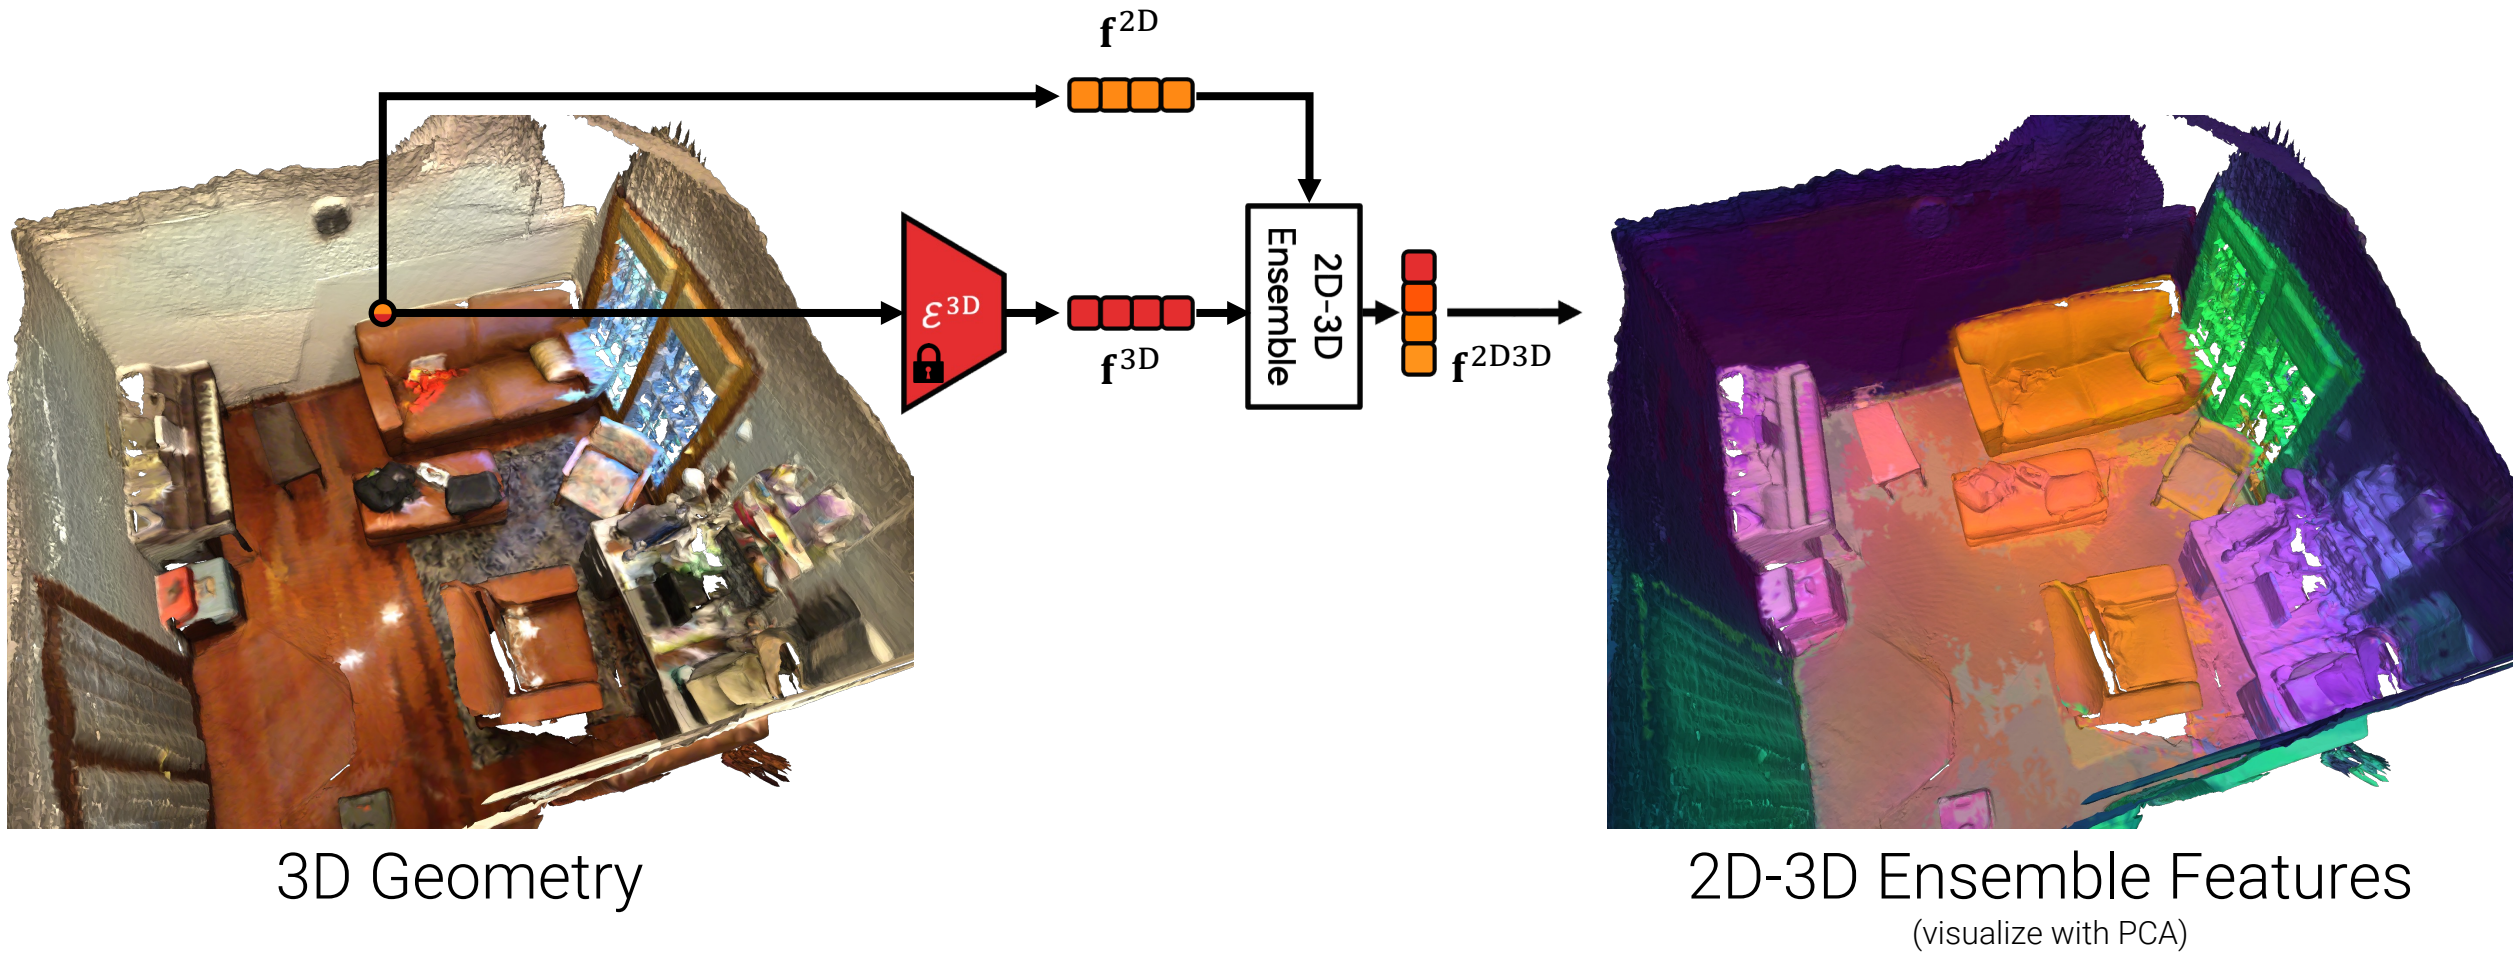 f^2D
ℰ^3D
f^3D
2D-3D
Ensemble
f^2D3D
3D Geometry
2D-3D Ensemble Features
(visualize with PCA)